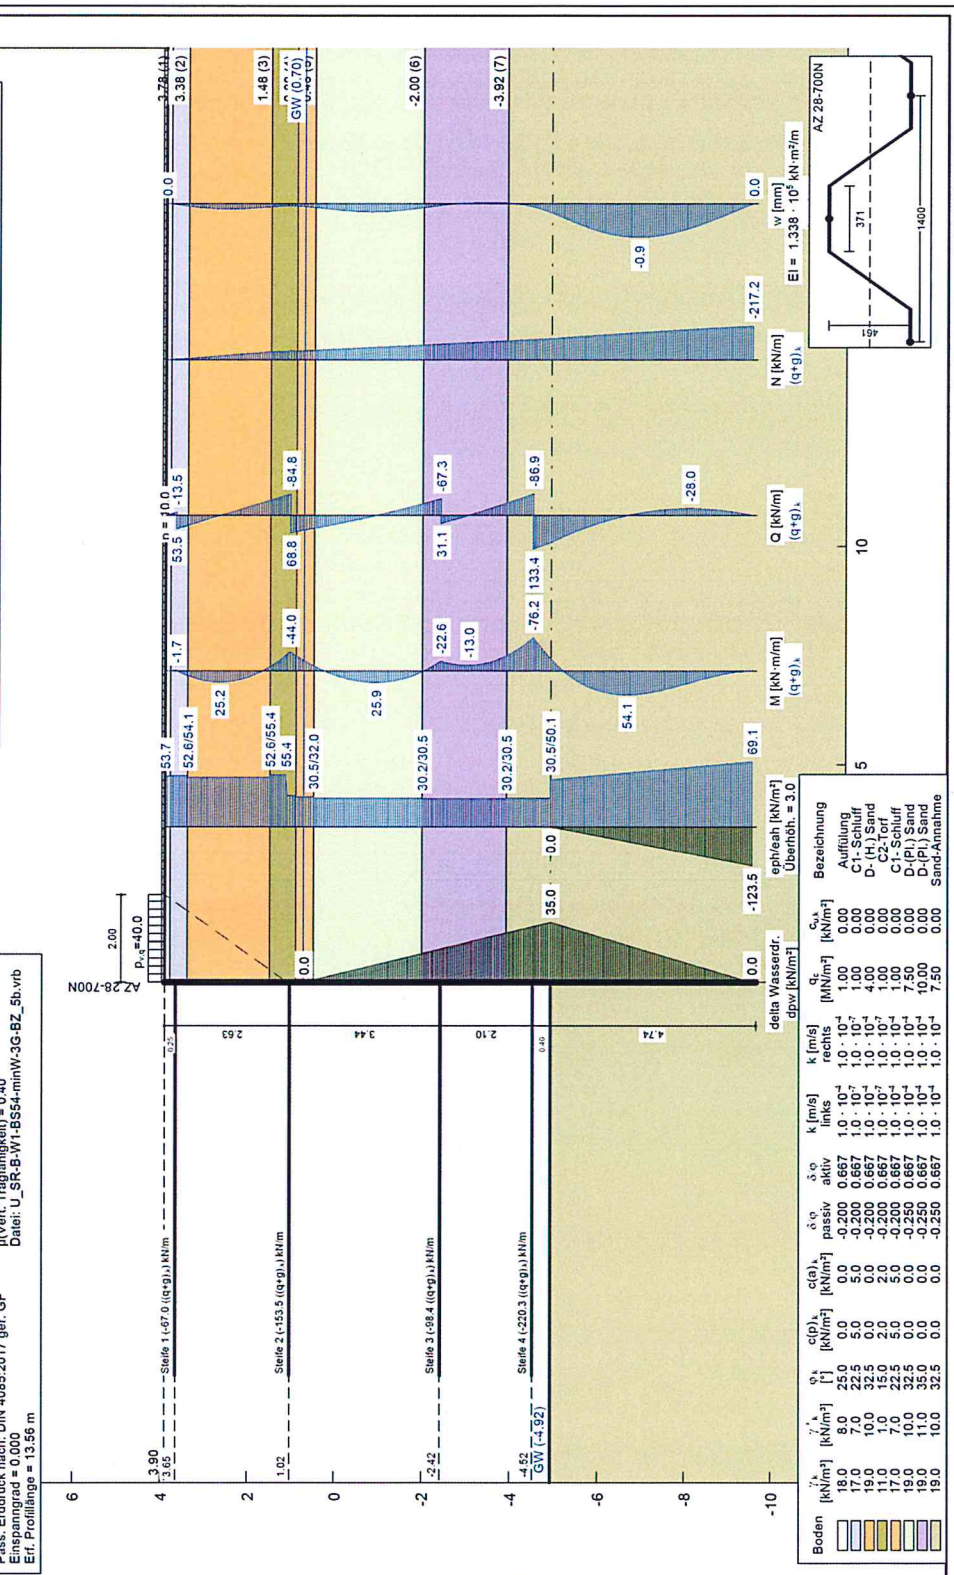 Pass. Erddruck nach: DIN 4085:2017 ger. GF
Einspanngrad = 0.000
Erf. Profillänge = 13.56 m
Datei: U_SR-B-W1-BS54-minW-3G-BZ_5b.vrb
6
4
2
0
-2
-4
-6
-8
-10
3.90
3.65
1.02
-2.42
-4.52
GW (-4.92)
Steife 1 (-67.0 ((q+g)k) kN/m
Steife 2 (-153.5 ((q+g)k) kN/m
Steife 3 (-98.4 ((q+g)k) kN/m
Steife 4 (-220.3 ((q+g)k) kN/m
0.25
2.63
3.44
2.10
0.40
4.74
AZ 28-700N
2.00
pv,q=40.0
0.0
35.0
0.0
delta Wasserdr.
dpw [kN/m²]
53.7
52.6/54.1
52.6/55.4
55.4
30.5/32.0
30.2/30.5
30.2/30.5
30.5/50.1
0.0
69.1
-123.5
eph/eah [kN/m²]
Überhöh. = 3.0
-1.7
25.2
-44.0
25.9
-22.6
-13.0
-76.2
54.1
M [kN·m/m]
(q+g)k
n = 10.0
53.5
-13.5
68.8
-84.8
31.1
-67.3
133.4
-86.9
-28.0
Q [kN/m]
(q+g)k
-217.2
N [kN/m]
(q+g)k
0.0
-0.9
0.0
w [mm]
EI = 1.338 · 10⁵ kN·m²/m
3.78 (1)
3.38 (2)
1.48 (3)
GW (0.70)
-2.00 (6)
-3.92 (7)
5
10
AZ 28-700N
371
461
1400
Boden γk [kN/m³] γ'k [kN/m³] φk [°] c(p)k [kN/m²] c(a)k [kN/m²] δ/φ passiv δ/φ aktiv k [m/s] links k [m/s] rechts qc [MN/m²] cu,k [kN/m²] Bezeichnung
18.0 8.0 25.0 0.0 0.0 -0.200 0.667 1.0 · 10⁻⁴ 1.0 · 10⁻⁴ 1.00 0.00 Auffüllung
17.0 7.0 22.5 5.0 5.0 -0.200 0.667 1.0 · 10⁻⁷ 1.0 · 10⁻⁷ 1.00 0.00 C1- Schluff
19.0 10.0 32.5 0.0 0.0 -0.200 0.667 1.0 · 10⁻⁴ 1.0 · 10⁻⁴ 4.00 0.00 D- (H.) Sand
11.0 1.0 15.0 2.0 2.0 -0.200 0.667 1.0 · 10⁻⁷ 1.0 · 10⁻⁷ 1.00 0.00 C2-Torf
17.0 7.0 22.5 5.0 5.0 -0.200 0.667 1.0 · 10⁻⁴ 1.0 · 10⁻⁴ 1.00 0.00 C1- Schluff
19.0 10.0 32.5 0.0 0.0 -0.250 0.667 1.0 · 10⁻⁴ 1.0 · 10⁻⁴ 7.50 0.00 D-(Pl.) Sand
19.0 11.0 35.0 0.0 0.0 -0.250 0.667 1.0 · 10⁻⁴ 1.0 · 10⁻⁴ 10.00 0.00 D-(Pl.) Sand
19.0 10.0 32.5 0.0 0.0 -0.250 0.667 1.0 · 10⁻⁴ 1.0 · 10⁻⁴ 7.50 0.00 Sand-Annahme